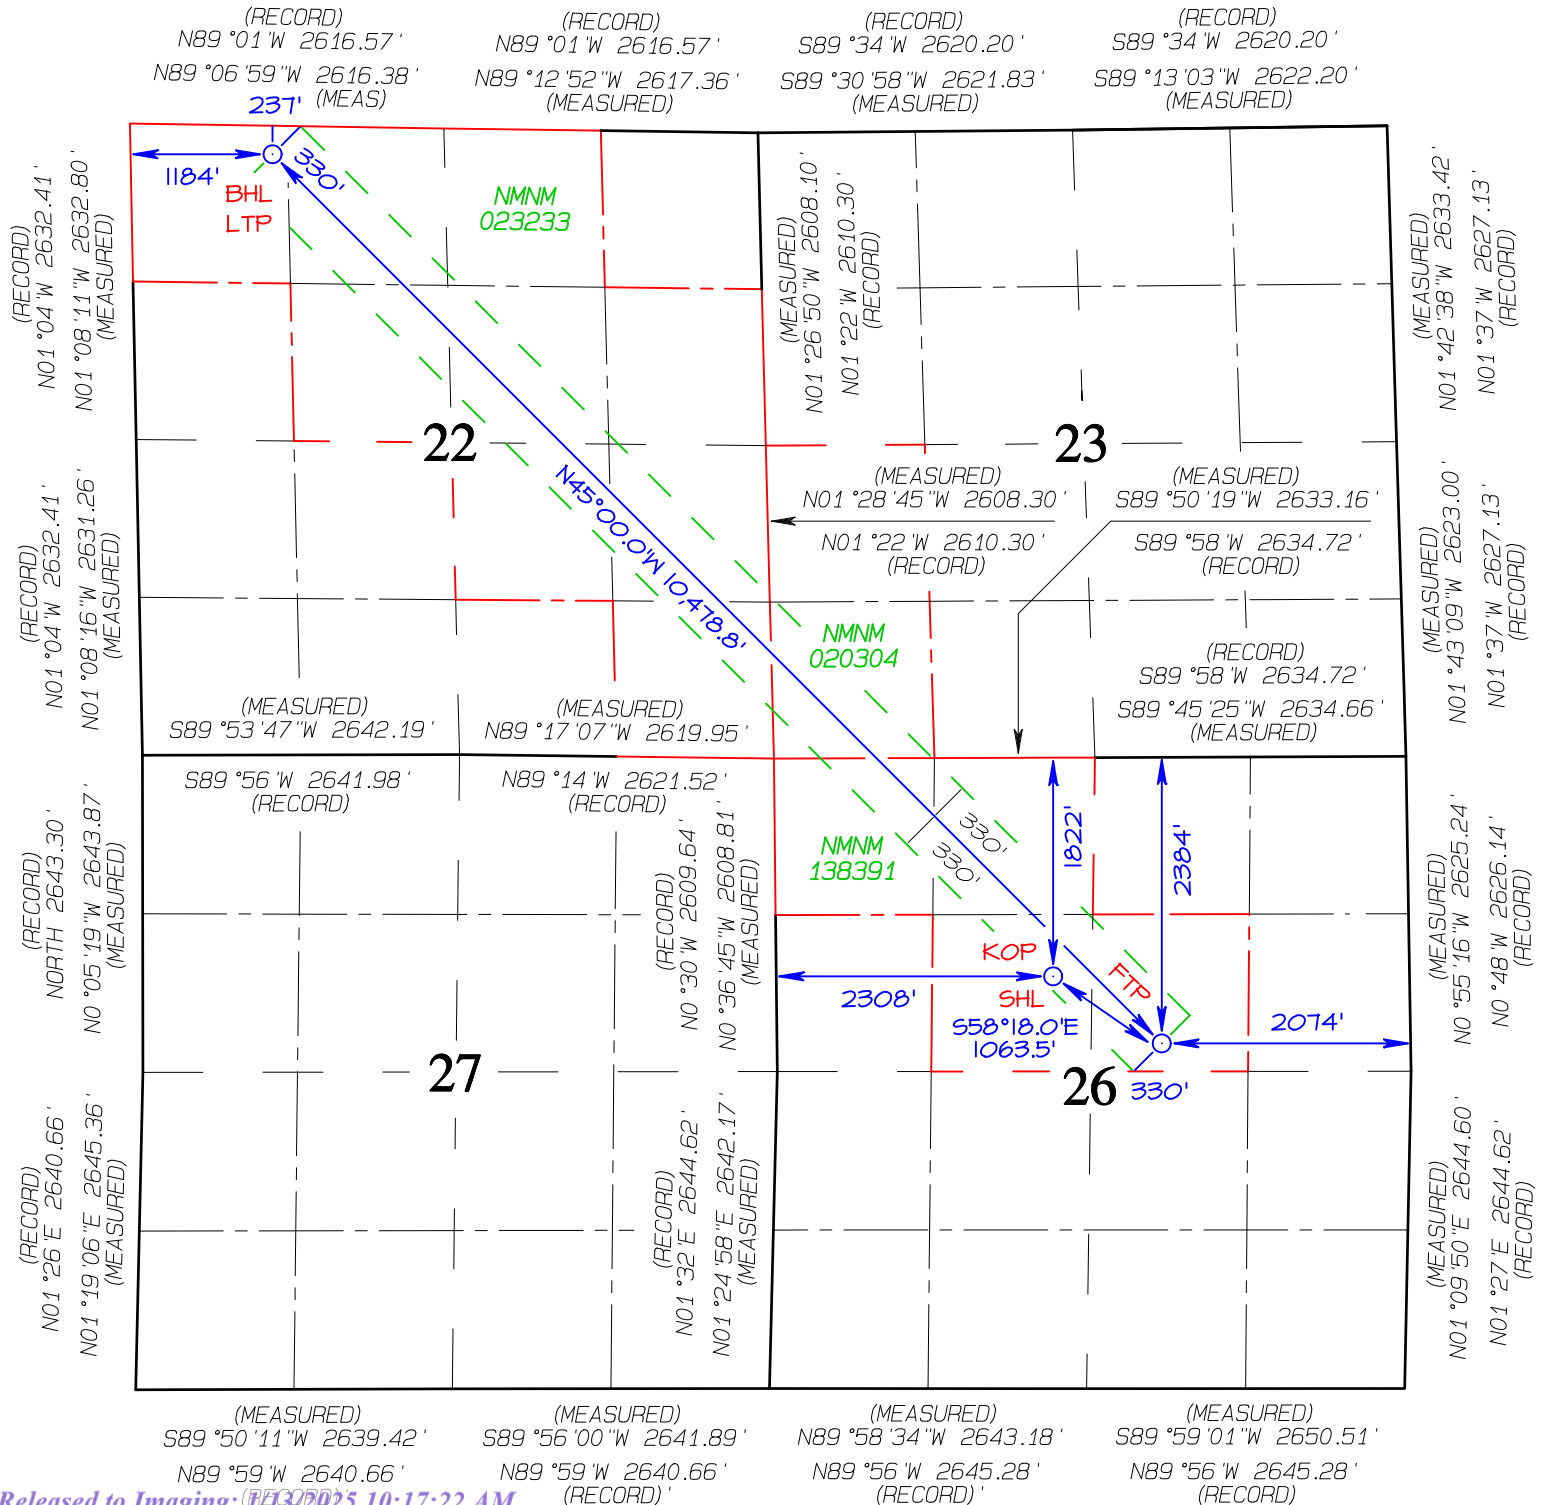 (RECORD)
N89°01'W 2616.57'
N89°06'59"W 2616.38'
(MEAS)
(RECORD)
N89°01'W 2616.57'
N89°12'52"W 2617.36'
(MEASURED)
(RECORD)
S89°34'W 2620.20'
S89°30'58"W 2621.83'
(MEASURED)
(RECORD)
S89°34'W 2620.20'
S89°13'03"W 2622.20'
(MEASURED)
237'
1184'
330'
BHL
LTP
NMNM
023233
(RECORD)
N01°04'W 2632.41'
N01°08'11"W 2632.80'
(MEASURED)
(MEASURED)
N01°26'50"W 2608.10'
N01°22'W 2610.30'
(RECORD)
(MEASURED)
N01°42'38"W 2633.42'
N01°37'W 2627.13'
(RECORD)
22
23
N45°00.0'W 10,478.8'
(MEASURED)
N01°28'45"W 2608.30'
N01°22'W 2610.30'
(RECORD)
(MEASURED)
S89°50'19"W 2633.16'
S89°58'W 2634.72'
(RECORD)
(RECORD)
N01°04'W 2632.41'
N01°08'16"W 2631.26'
(MEASURED)
(MEASURED)
N01°43'09"W 2623.00'
N01°37'W 2627.13'
(RECORD)
NMNM
020304
(RECORD)
S89°58'W 2634.72'
S89°45'25"W 2634.66'
(MEASURED)
(MEASURED)
S89°53'47"W 2642.19'
(MEASURED)
N89°17'07"W 2619.95'
S89°56'W 2641.98'
(RECORD)
N89°14'W 2621.52'
(RECORD)
(RECORD)
NORTH 2643.30'
N0°05'19"W 2643.87'
(MEASURED)
(RECORD)
N0°30'W 2609.64'
N0°36'45"W 2608.81'
(MEASURED)
NMNM
138391
330'
330'
1822'
2384'
(MEASURED)
N0°55'16"W 2625.24'
N0°48'W 2626.14'
(RECORD)
KOP
FTP
2308'
SHL
S58°18.0'E
1063.5'
2074'
27
26
330'
(RECORD)
N01°26'E 2640.66'
N01°19'06"E 2645.36'
(MEASURED)
(RECORD)
N01°32'E 2644.62'
N01°24'58"E 2642.17'
(MEASURED)
(MEASURED)
N01°09'50"E 2644.60'
N01°27'E 2644.62'
(RECORD)
(MEASURED)
S89°50'11"W 2639.42'
N89°59'W 2640.66'
(RECORD)'
(MEASURED)
S89°56'00"W 2641.89'
N89°59'W 2640.66'
(RECORD)'
(MEASURED)
N89°58'34"W 2643.18'
N89°56'W 2645.28'
(RECORD)'
(MEASURED)
S89°59'01"W 2650.51'
N89°56'W 2645.28'
(RECORD)
Released to Imaging: 1/13/2025 10:17:22 AM